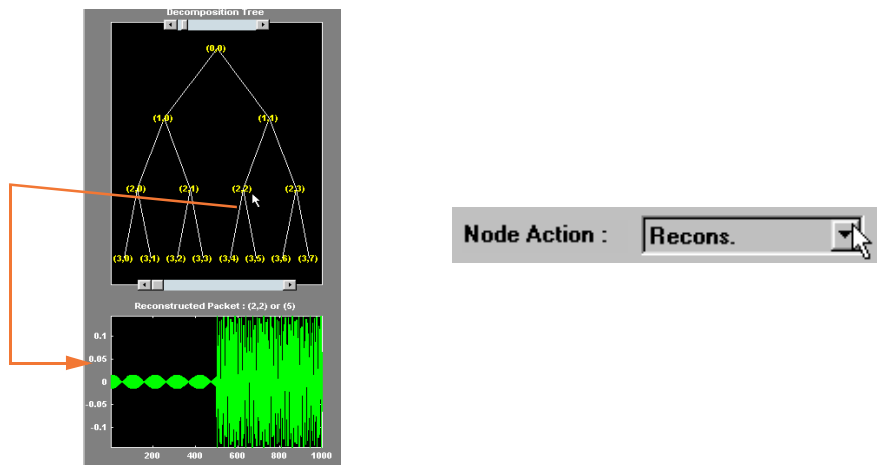 Decomposition Tree
(0,0)
(1,0) (1,1)
(2,0) (2,1) (2,2) (2,3)
(3,0) (3,1) (3,2) (3,3) (3,4) (3,5) (3,6) (3,7)
Reconstructed Packet : (2,2) or (5)
0.1
0.05
0
-0.05
-0.1
200 400 600 800 1000
Node Action : Recons.